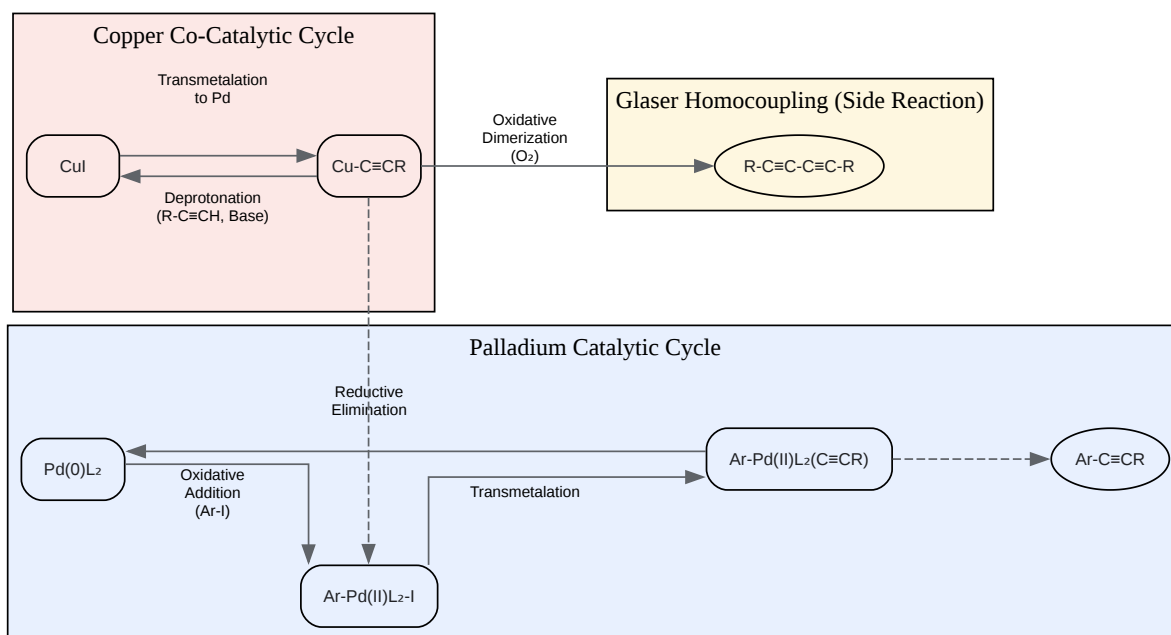 Copper Co-Catalytic Cycle
Transmetalation
to Pd
CuI
Cu-C≡CR
Deprotonation
(R-C≡CH, Base)
Oxidative
Dimerization
(O₂)
Glaser Homocoupling (Side Reaction)
R-C≡C-C≡C-R
Palladium Catalytic Cycle
Reductive
Elimination
Pd(0)L₂
Oxidative
Addition
(Ar-I)
Transmetalation
Ar-Pd(II)L₂(C≡CR)
Ar-C≡CR
Ar-Pd(II)L₂-I